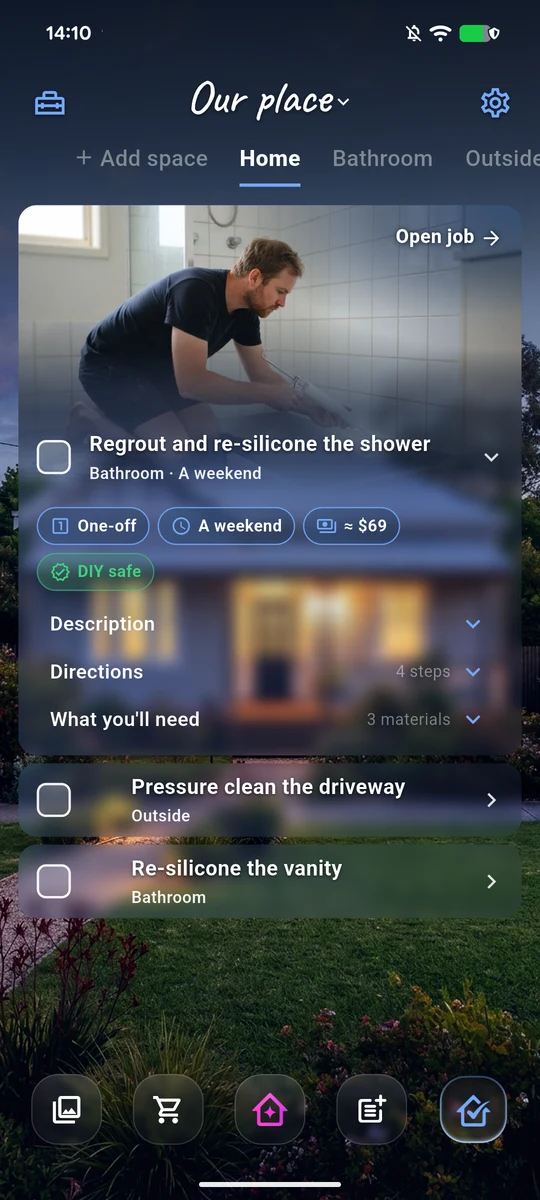 14:10
Our place
+ Add space
Home
Bathroom
Outside
Open job →
Regrout and re-silicone the shower
Bathroom · A weekend
1 One-off
A weekend
≈ $69
DIY safe
Description
Directions
4 steps
What you'll need
3 materials
Pressure clean the driveway
Outside
Re-silicone the vanity
Bathroom